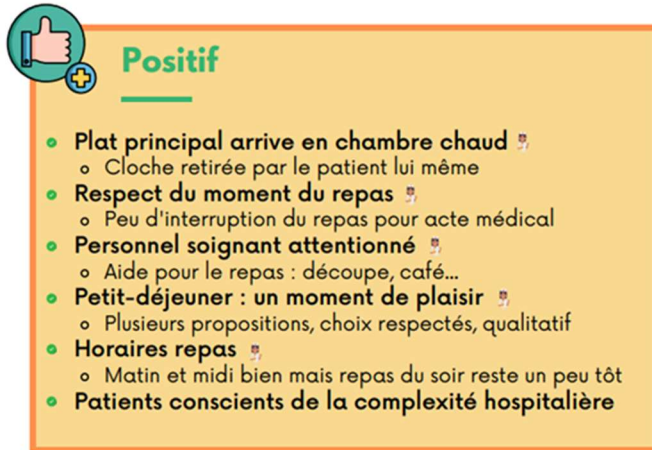 Positif
Plat principal arrive en chambre chaud
Cloche retirée par le patient lui même
Respect du moment du repas
Peu d'interruption du repas pour acte médical
Personnel soignant attentionné
Aide pour le repas : découpe, café...
Petit-déjeuner : un moment de plaisir
Plusieurs propositions, choix respectés, qualitatif
Horaires repas
Matin et midi bien mais repas du soir reste un peu tôt
Patients conscients de la complexité hospitalière